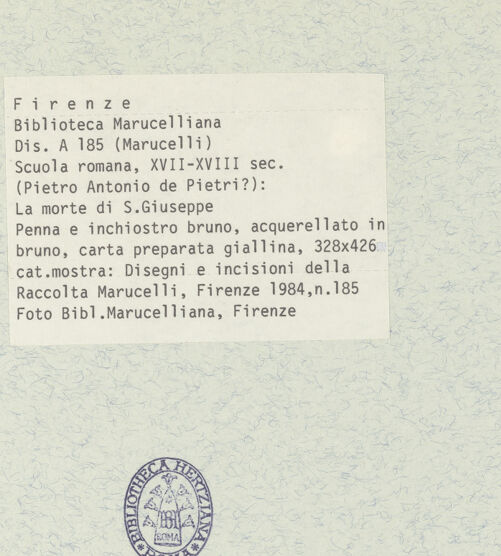 F i r e n z e
Biblioteca Marucelliana
Dis. A 185 (Marucelli)
Scuola romana, XVII-XVIII sec.
(Pietro Antonio de Pietri?):
La morte di S.Giuseppe
Penna e inchiostro bruno, acquerellato in
bruno, carta preparata giallina, 328x426
cat.mostra: Disegni e incisioni della
Raccolta Marucelli, Firenze 1984,n.185
Foto Bibl.Marucelliana, Firenze
BIBLIOTHECA HERTZIANA
ROMA